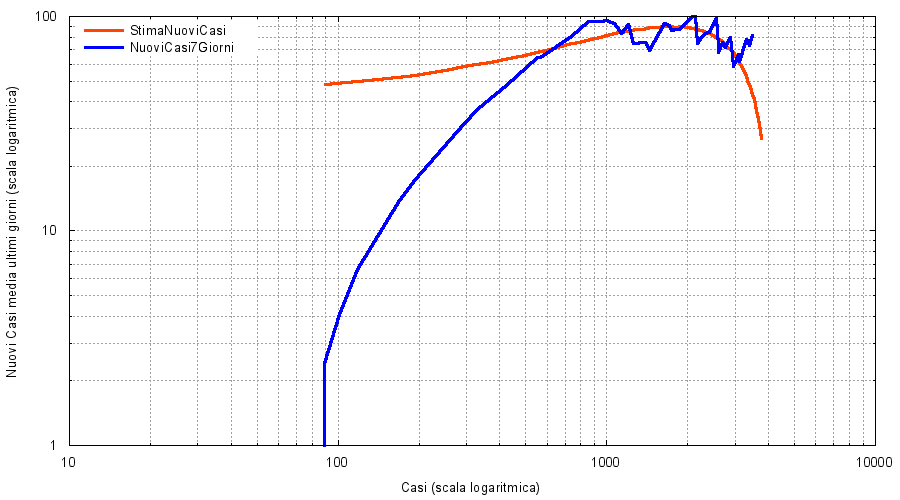 StimaNuoviCasi
NuoviCasi7Giorni
Nuovi Casi media ultimi giorni (scala logaritmica)
100
10
1
10
100
1000
10000
Casi (scala logaritmica)